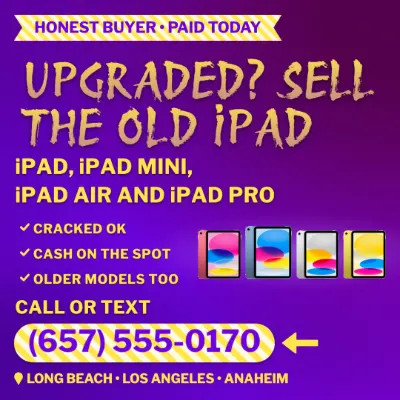 HONEST BUYER • PAID TODAY
UPGRADED? SELL
THE OLD iPAD
iPAD, iPAD MINI,
iPAD AIR AND iPAD PRO
CRACKED OK
CASH ON THE SPOT
OLDER MODELS TOO
CALL OR TEXT
(657) 555-0170
LONG BEACH • LOS ANGELES • ANAHEIM